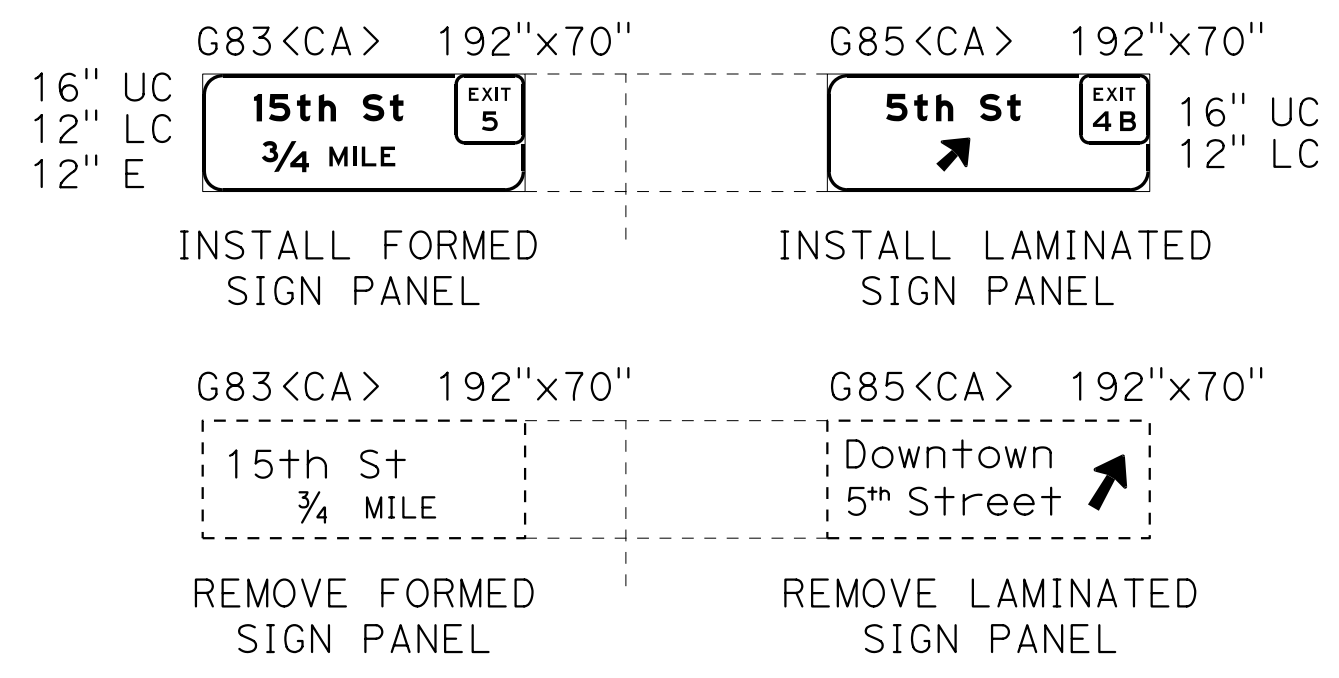 G83<CA> 192"x70"
16" UC
12" LC
12" E
15th St
3/4 MILE
EXIT
5
INSTALL FORMED
SIGN PANEL
G85<CA> 192"x70"
5th St
EXIT
4B
16" UC
12" LC
INSTALL LAMINATED
SIGN PANEL
G83<CA> 192"x70"
15th St
3/4 MILE
REMOVE FORMED
SIGN PANEL
G85<CA> 192"x70"
Downtown
5th Street
REMOVE LAMINATED
SIGN PANEL